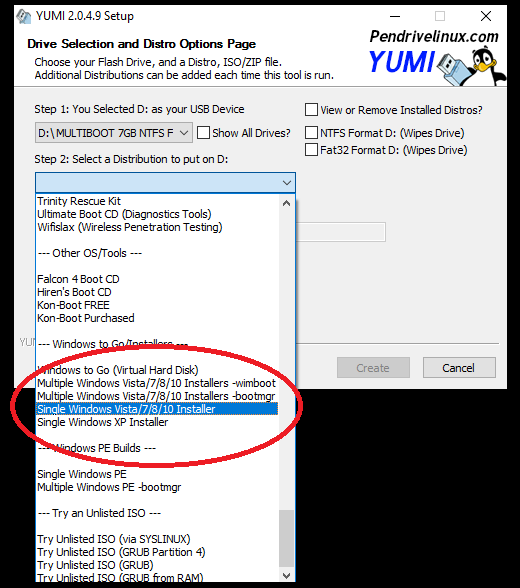 YUMI 2.0.4.9 Setup
Drive Selection and Distro Options Page
Choose your Flash Drive, and a Distro, ISO/ZIP file.
Additional Distributions can be added each time this tool is run.
Pendrivelinux.com
YUMI
Step 1: You Selected D: as your USB Device
View or Remove Installed Distros?
D:\MULTIBOOT 7GB NTFS F
Show All Drives?
NTFS Format D: (Wipes Drive)
Fat32 Format D: (Wipes Drive)
Step 2: Select a Distribution to put on D:
Trinity Rescue Kit
Ultimate Boot CD (Diagnostics Tools)
Wifislax (Wireless Penetration Testing)
--- Other OS/Tools ---
Falcon 4 Boot CD
Hiren's Boot CD
Kon-Boot FREE
Kon-Boot Purchased
YUM
--- Windows to Go/Installers ---
Windows to Go (Virtual Hard Disk)
Multiple Windows Vista/7/8/10 Installers -wimboot
Multiple Windows Vista/7/8/10 Installers -bootmgr
Single Windows Vista/7/8/10 Installer
Single Windows XP Installer
--- Windows PE Builds ---
Single Windows PE
Multiple Windows PE -bootmgr
--- Try an Unlisted ISO ---
Try Unlisted ISO (via SYSLINUX)
Try Unlisted ISO (GRUB Partition 4)
Try Unlisted ISO (GRUB)
Try Unlisted ISO (GRUB from RAM)
Create
Cancel